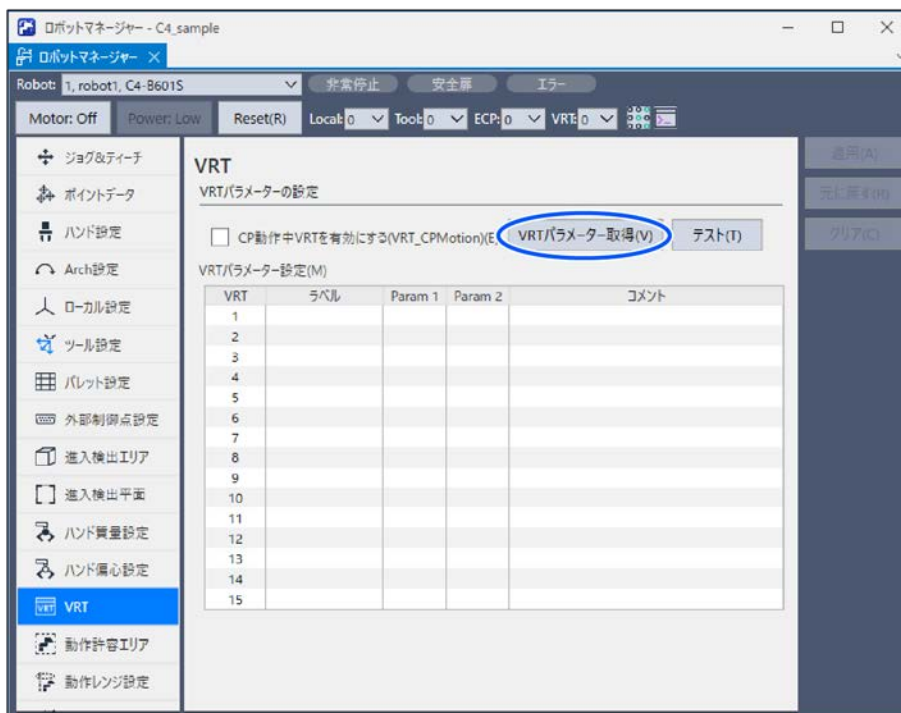 ロボットマネージャー - C4_sample
ロボットマネージャー
Robot: 1, robot1, C4-B601S 非常停止 安全扉 エラー
Motor: Off Power: Low Reset(R) Local: 0 Tool: 0 ECP: 0 VRT: 0
ジョグ&ティーチ
ポイントデータ
ハンド設定
Arch設定
ローカル設定
ツール設定
パレット設定
外部制御点設定
進入検出エリア
進入検出平面
ハンド質量設定
ハンド偏心設定
VRT
動作許容エリア
動作レンジ設定
VRT
VRTパラメーターの設定
CP動作中VRTを有効にする(VRT_CPMotion)(E) VRTパラメーター取得(V) テスト(T)
VRTパラメーター設定(M)
VRT ラベル Param 1 Param 2 コメント
1
2
3
4
5
6
7
8
9
10
11
12
13
14
15
適用(A)
元に戻す(R)
クリア(C)